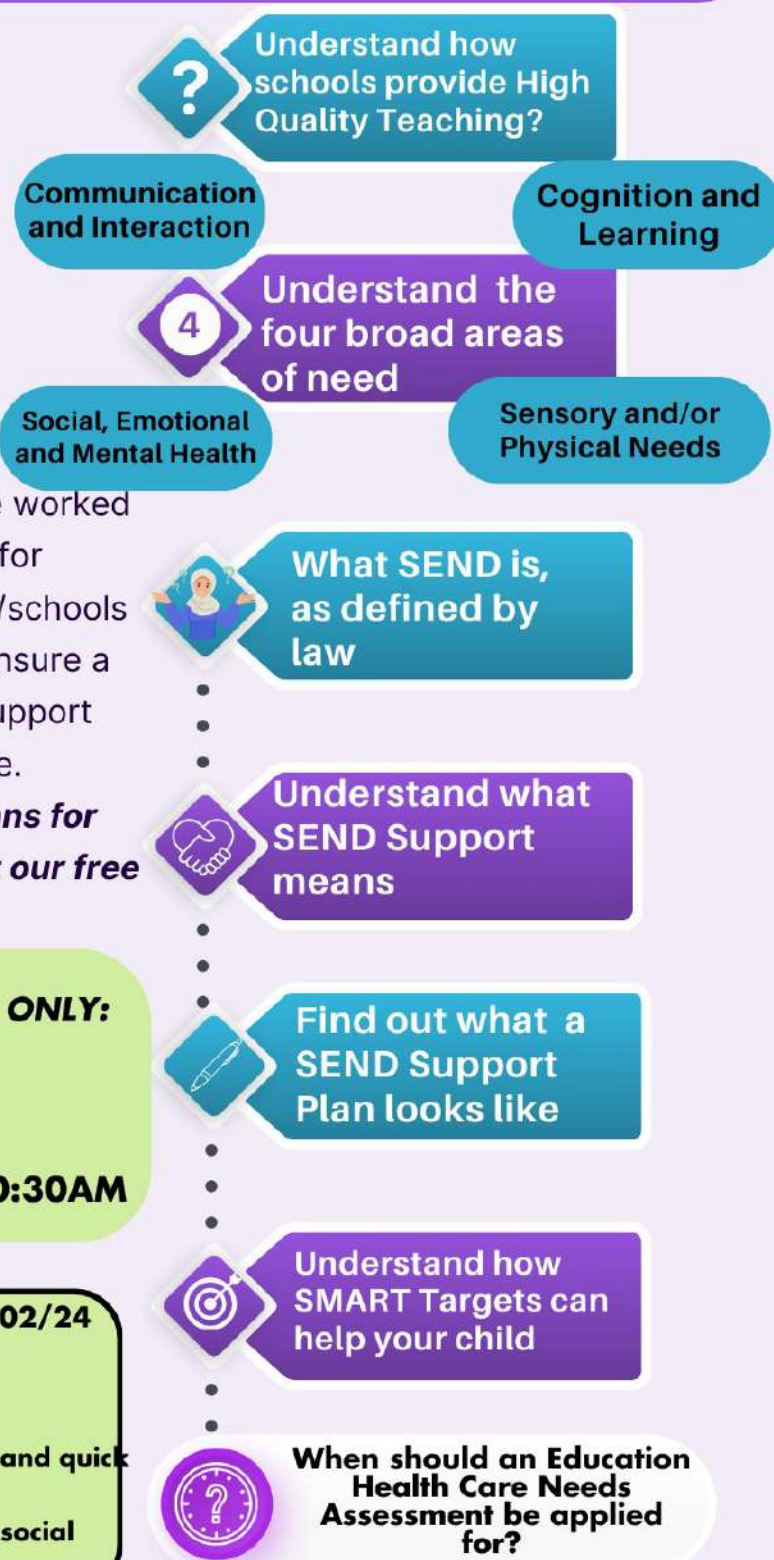 ?
Understand how
schools provide High
Quality Teaching?
Communication
and Interaction
Cognition and
Learning
4
Understand the
four broad areas
of need
Social, Emotional
and Mental Health
Sensory and/or
Physical Needs
worked
for
/schools
What SEND is,
as defined by
law
Understand what
SEND Support
means
e.
for
our free
ONLY:
0:30AM
Find out what a
SEND Support
Plan looks like
Understand how
SMART Targets can
help your child
02/24
and quick
social
?
When should an Education
Health Care Needs
Assessment be applied
for?